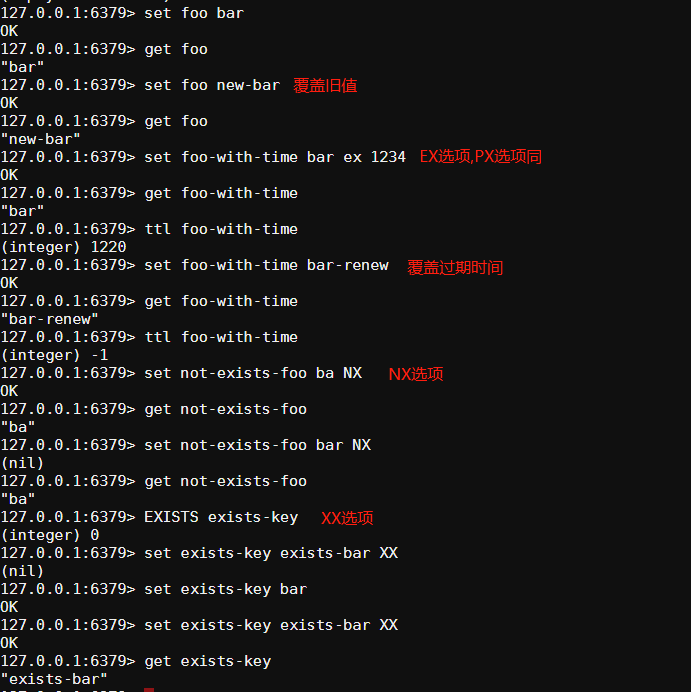 127.0.0.1:6379> set foo bar
OK
127.0.0.1:6379> get foo
"bar"
127.0.0.1:6379> set foo new-bar 覆盖旧值
OK
127.0.0.1:6379> get foo
"new-bar"
127.0.0.1:6379> set foo-with-time bar ex 1234 EX选项,PX选项同
OK
127.0.0.1:6379> get foo-with-time
"bar"
127.0.0.1:6379> ttl foo-with-time
(integer) 1220
127.0.0.1:6379> set foo-with-time bar-renew 覆盖过期时间
OK
127.0.0.1:6379> get foo-with-time
"bar-renew"
127.0.0.1:6379> ttl foo-with-time
(integer) -1
127.0.0.1:6379> set not-exists-foo ba NX NX选项
OK
127.0.0.1:6379> get not-exists-foo
"ba"
127.0.0.1:6379> set not-exists-foo bar NX
(nil)
127.0.0.1:6379> get not-exists-foo
"ba"
127.0.0.1:6379> EXISTS exists-key XX选项
(integer) 0
127.0.0.1:6379> set exists-key exists-bar XX
(nil)
127.0.0.1:6379> set exists-key bar
OK
127.0.0.1:6379> set exists-key exists-bar XX
OK
127.0.0.1:6379> get exists-key
"exists-bar"